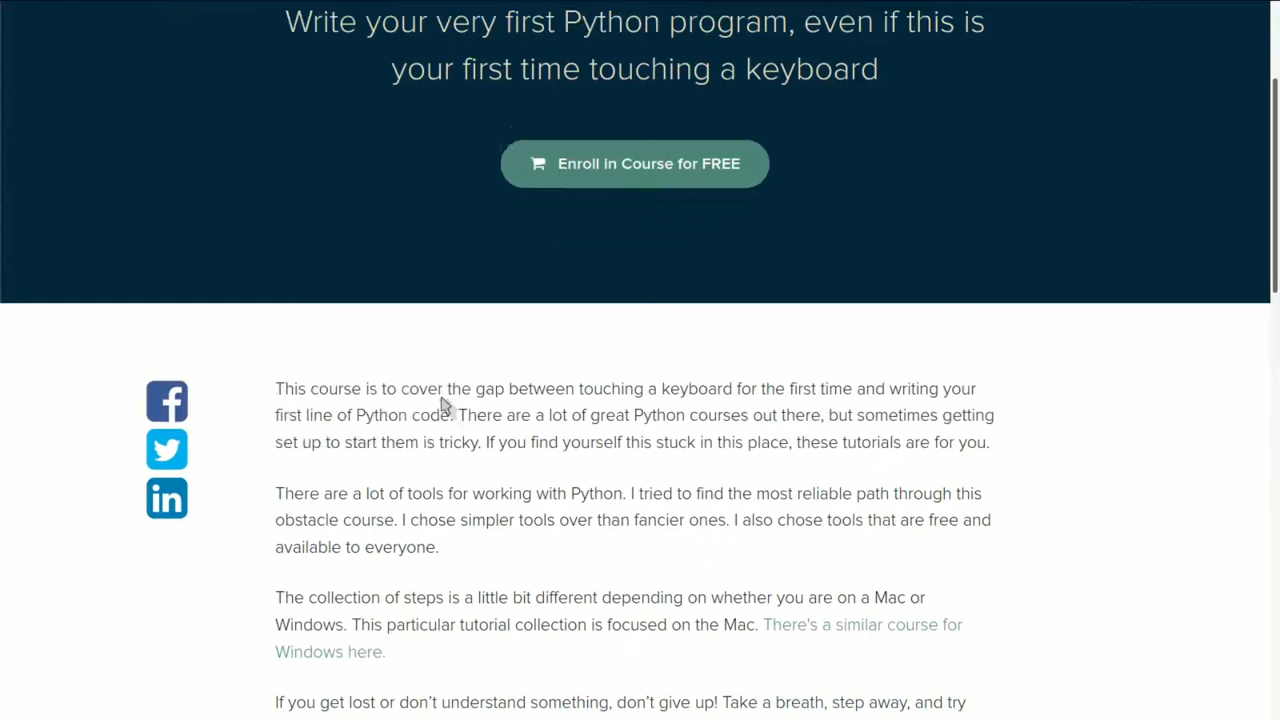 Write your very first Python program, even if this is
your first time touching a keyboard
Enroll in Course for FREE
This course is to cover the gap between touching a keyboard for the first time and writing your
first line of Python code. There are a lot of great Python courses out there, but sometimes getting
set up to start them is tricky. If you find yourself this stuck in this place, these tutorials are for you.
There are a lot of tools for working with Python. I tried to find the most reliable path through this
obstacle course. I chose simpler tools over than fancier ones. I also chose tools that are free and
available to everyone.
The collection of steps is a little bit different depending on whether you are on a Mac or
Windows. This particular tutorial collection is focused on the Mac. There's a similar course for
Windows here.
If you get lost or don’t understand something, don’t give up! Take a breath, step away, and try